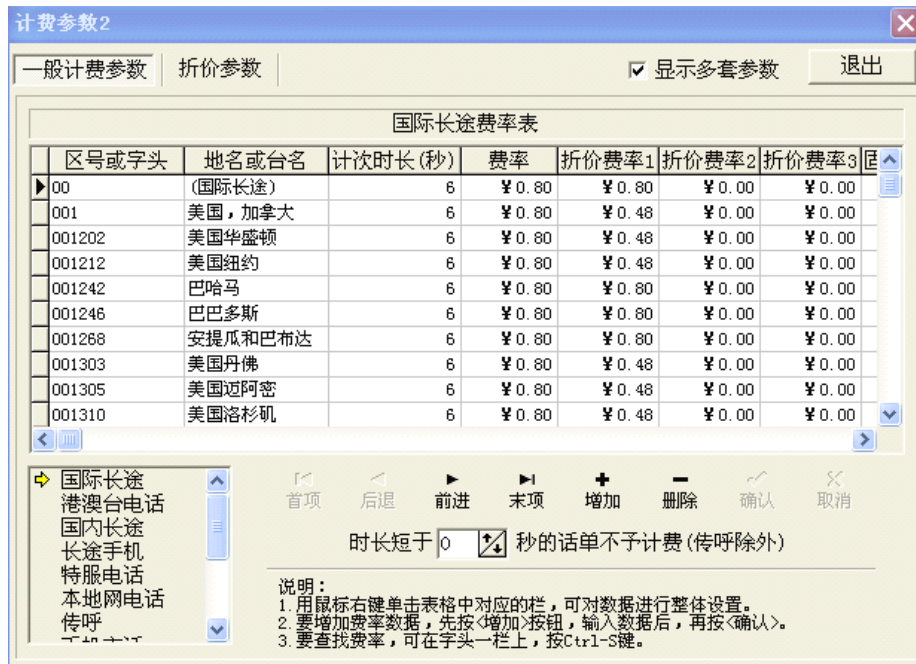 计费参数2
一般计费参数 折价参数 显示多套参数 退出
国际长途费率表
区号或字头 地名或台名 计次时长(秒) 费率 折价费率1 折价费率2 折价费率3
00 (国际长途) 6 ¥0.80 ¥0.80 ¥0.00 ¥0.00
001 美国，加拿大 6 ¥0.80 ¥0.48 ¥0.00 ¥0.00
001202 美国华盛顿 6 ¥0.80 ¥0.48 ¥0.00 ¥0.00
001212 美国纽约 6 ¥0.80 ¥0.48 ¥0.00 ¥0.00
001242 巴哈马 6 ¥0.80 ¥0.80 ¥0.00 ¥0.00
001246 巴巴多斯 6 ¥0.80 ¥0.48 ¥0.00 ¥0.00
001268 安提瓜和巴布达 6 ¥0.80 ¥0.80 ¥0.00 ¥0.00
001303 美国丹佛 6 ¥0.80 ¥0.48 ¥0.00 ¥0.00
001305 美国迈阿密 6 ¥0.80 ¥0.48 ¥0.00 ¥0.00
001310 美国洛杉矶 6 ¥0.80 ¥0.48 ¥0.00 ¥0.00
国际长途
港澳台电话
国内长途
长途手机
特服电话
本地网电话
传呼
首项 后退 前进 末项 增加 删除 确认 取消
时长短于 0 秒的话单不予计费(传呼除外)
说明：
1.用鼠标右键单击表格中对应的栏，可对数据进行整体设置。
2.要增加费率数据，先按<增加>按钮，输入数据后，再按<确认>。
3.要查找费率，可在字头一栏上，按Ctrl-S键。